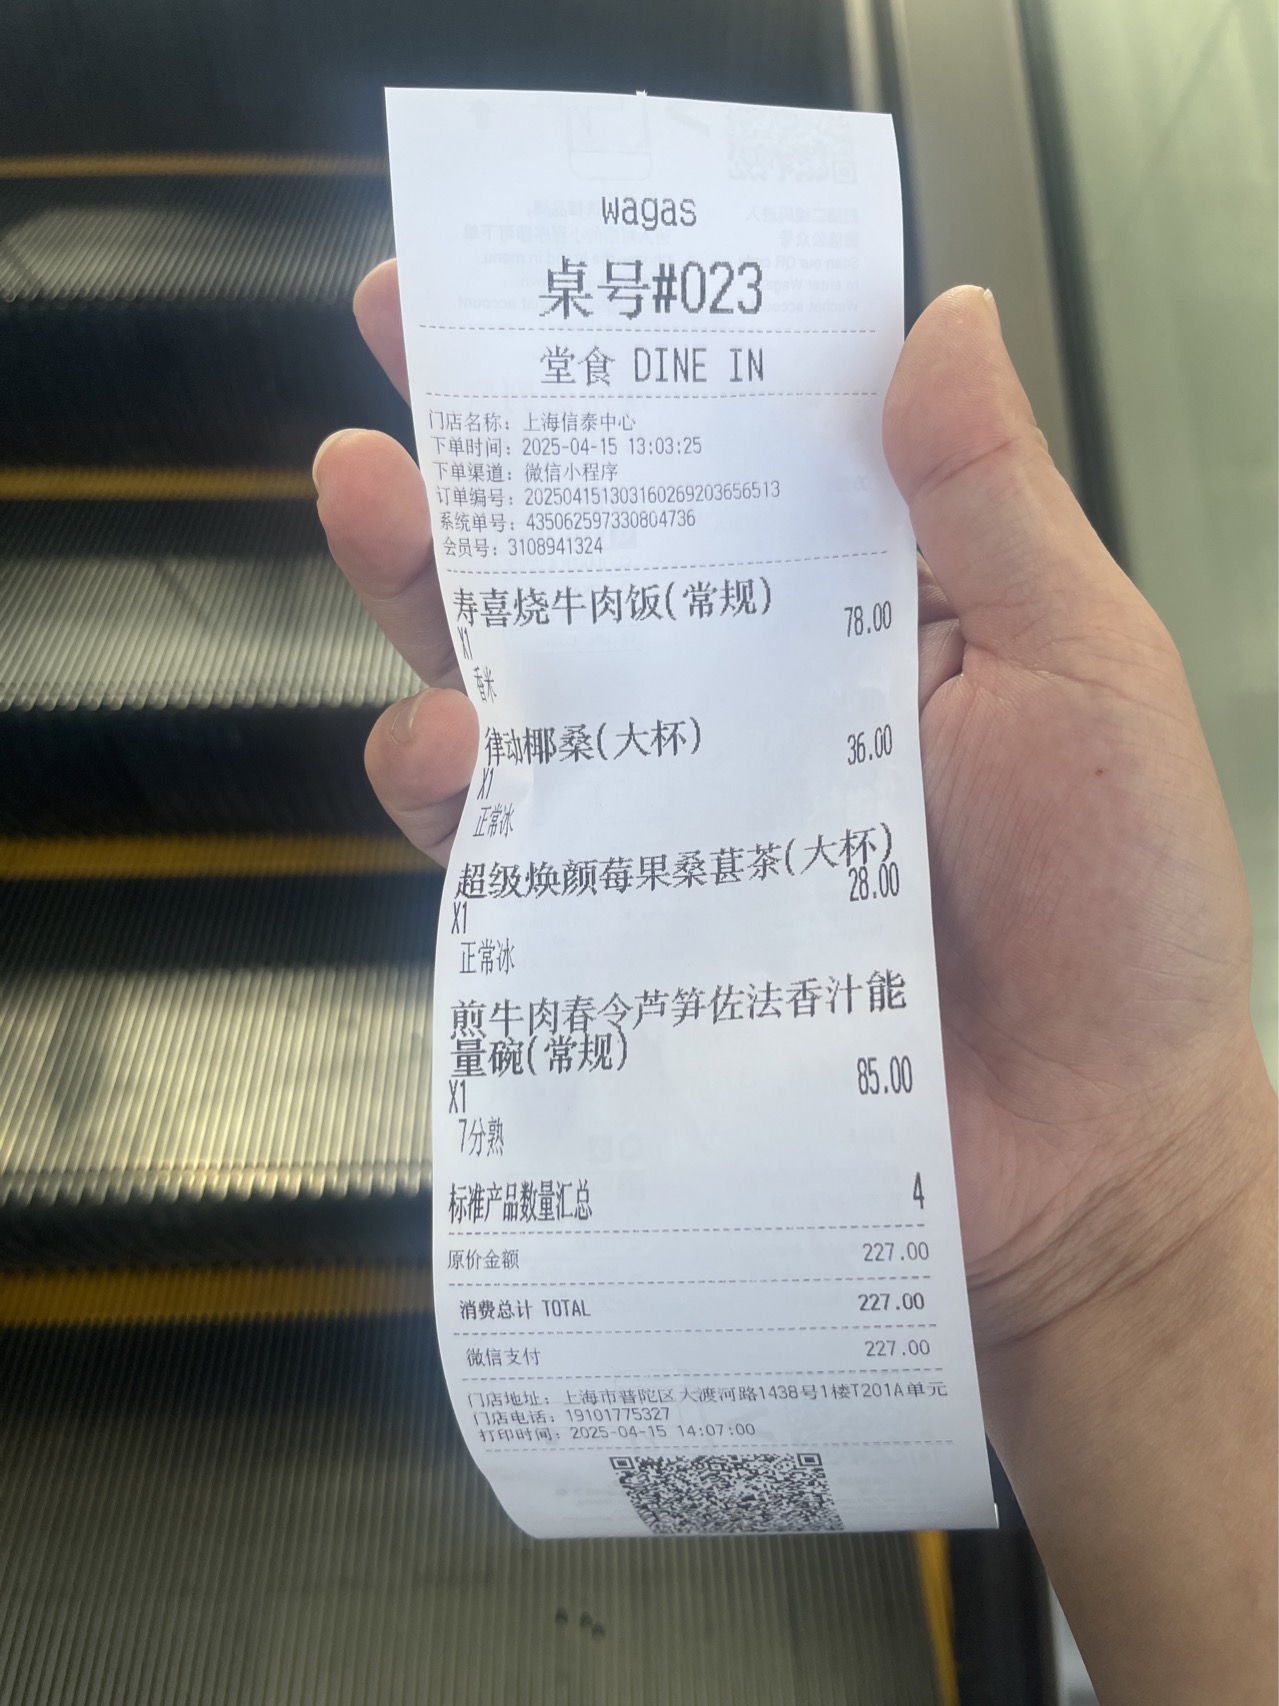 wagas
桌号#023
堂食 DINE IN
门店名称：上海信泰中心
下单时间：2025-04-15 13:03:25
下单渠道：微信小程序
订单编号：202504151303160269203656513
系统单号：435062597330804736
会员号：3108941324
寿喜烧牛肉饭(常规)
78.00
X1
香米
律动椰桑(大杯)
36.00
X1
正常冰
超级焕颜莓果桑葚茶(大杯)
28.00
X1
正常冰
煎牛肉春令芦笋佐法香汁能
量碗(常规)
85.00
X1
7分熟
标准产品数量汇总 4
原价金额 227.00
消费总计 TOTAL 227.00
微信支付 227.00
门店地址：上海市普陀区大渡河路1438号1楼T201A单元
门店电话：19101775327
打印时间：2025-04-15 14:07:00